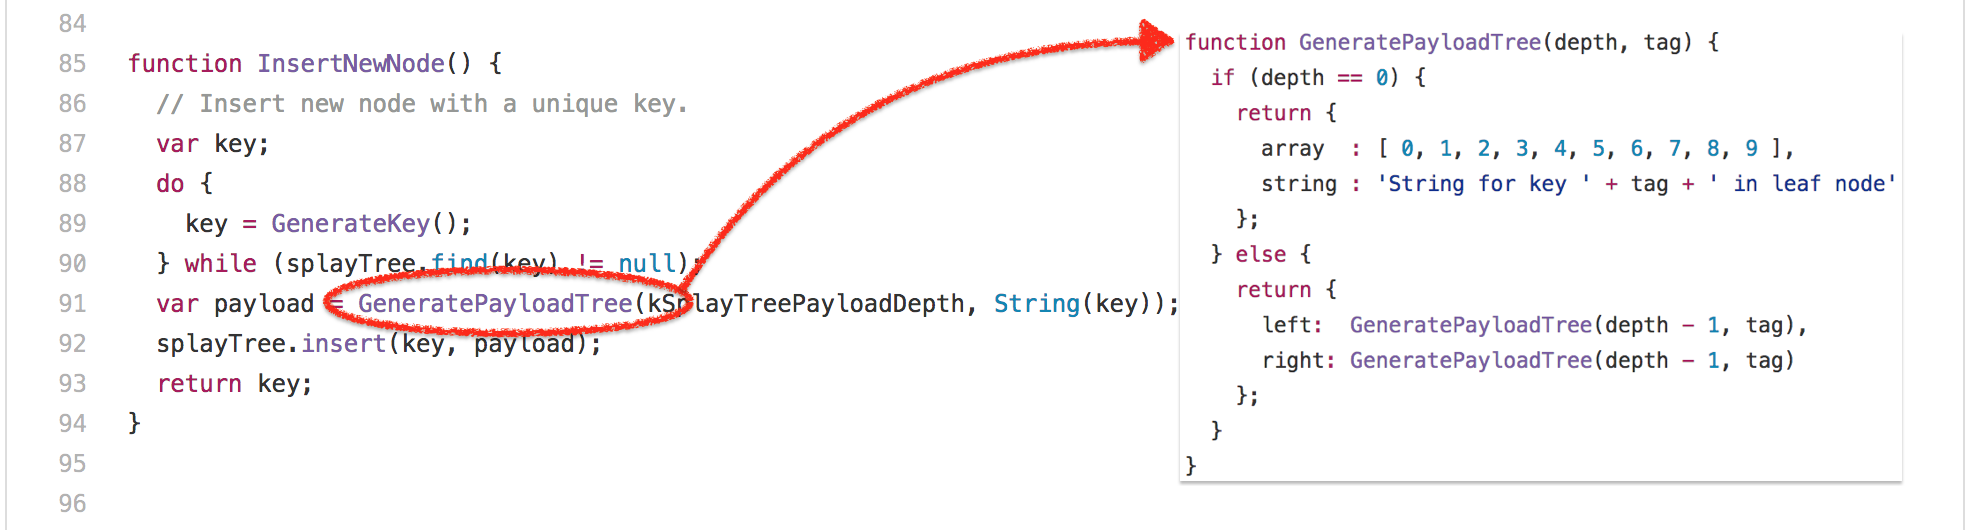 84
85 function InsertNewNode() {
86 // Insert new node with a unique key.
87 var key;
88 do {
89 key = GenerateKey();
90 } while (splayTree.find(key) != null);
91 var payload = GeneratePayloadTree(kSplayTreePayloadDepth, String(key));
92 splayTree.insert(key, payload);
93 return key;
94 }
95
96
function GeneratePayloadTree(depth, tag) {
if (depth == 0) {
return {
array : [ 0, 1, 2, 3, 4, 5, 6, 7, 8, 9 ],
string : 'String for key ' + tag + ' in leaf node'
};
} else {
return {
left: GeneratePayloadTree(depth - 1, tag),
right: GeneratePayloadTree(depth - 1, tag)
};
}
}